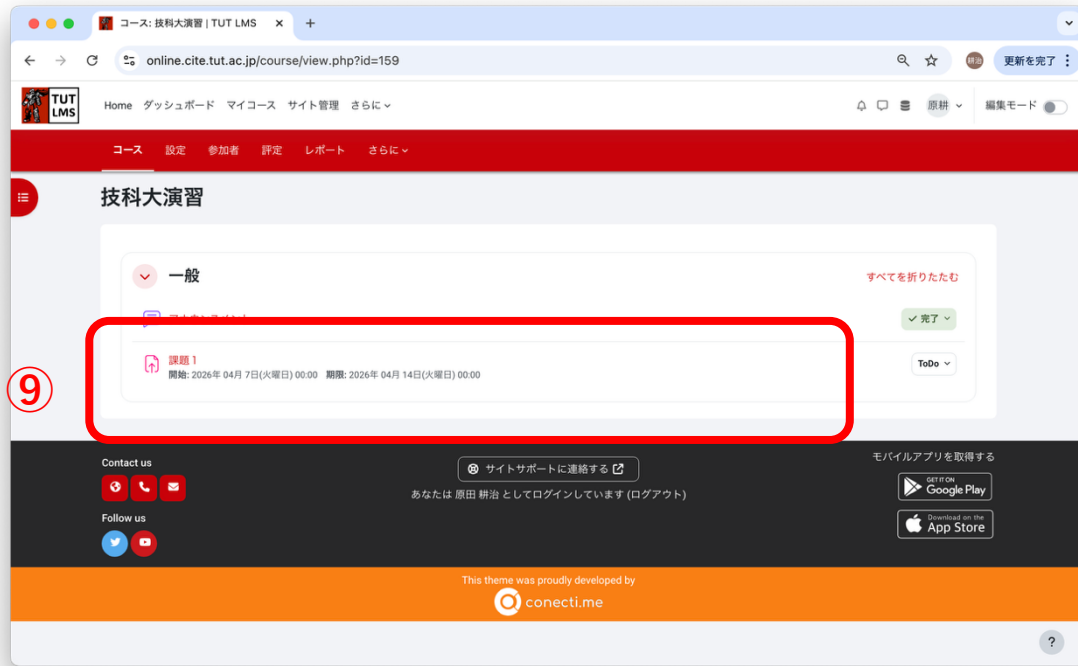 コース: 技科大演習 | TUT LMS
online.cite.tut.ac.jp/course/view.php?id=159
耕治
更新を完了
TUT LMS
Home ダッシュボード マイコース サイト管理 さらに
原耕
編集モード
コース 設定 参加者 評定 レポート さらに
技科大演習
一般
すべてを折りたたむ
アナウンスメント
完了
課題 1
ToDo
開始: 2026年 04月 7日(火曜日) 00:00 期限: 2026年 04月 14日(火曜日) 00:00
⑨
Contact us
サイトサポートに連絡する
モバイルアプリを取得する
あなたは 原田 耕治 としてログインしています (ログアウト)
GET IT ON
Google Play
Follow us
Download on the
App Store
This theme was proudly developed by
conecti.me
?